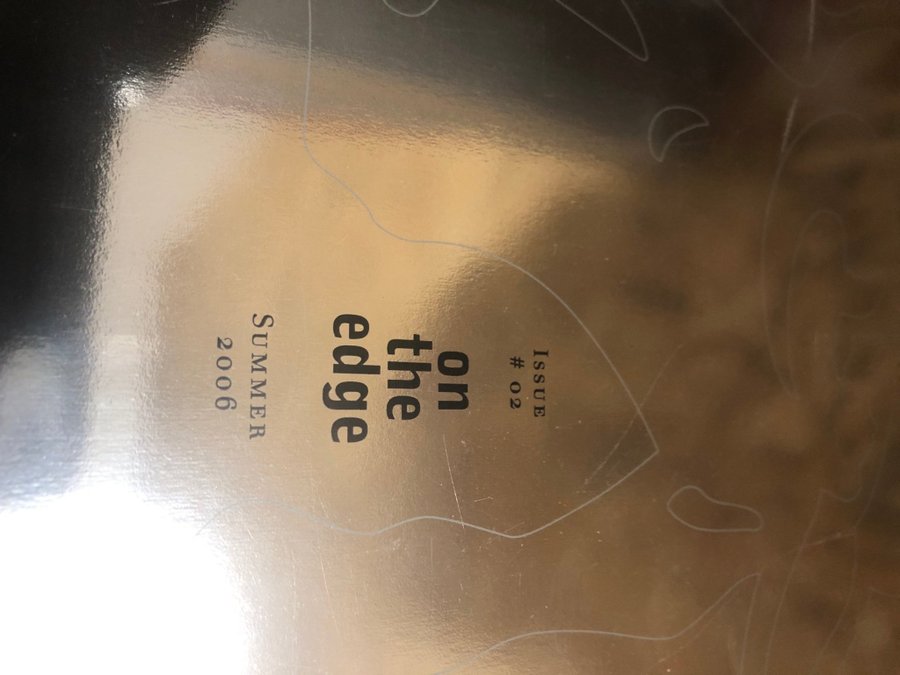 Issue
# 02
on
the
edge
Summer
2006